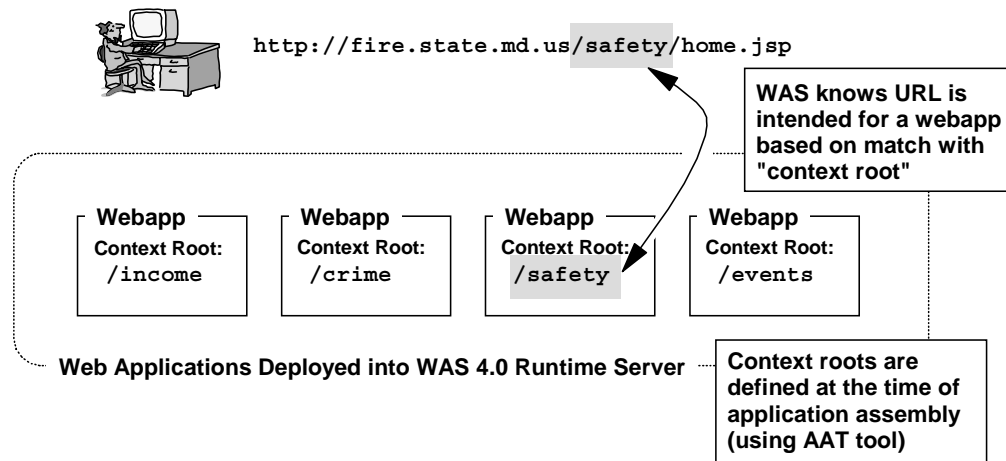 http://fire.state.md.us/safety/home.jsp
WAS knows URL is
intended for a webapp
based on match with
"context root"
Webapp
Context Root:
/income
Webapp
Context Root:
/crime
Webapp
Context Root:
/safety
Webapp
Context Root:
/events
Web Applications Deployed into WAS 4.0 Runtime Server
Context roots are
defined at the time of
application assembly
(using AAT tool)